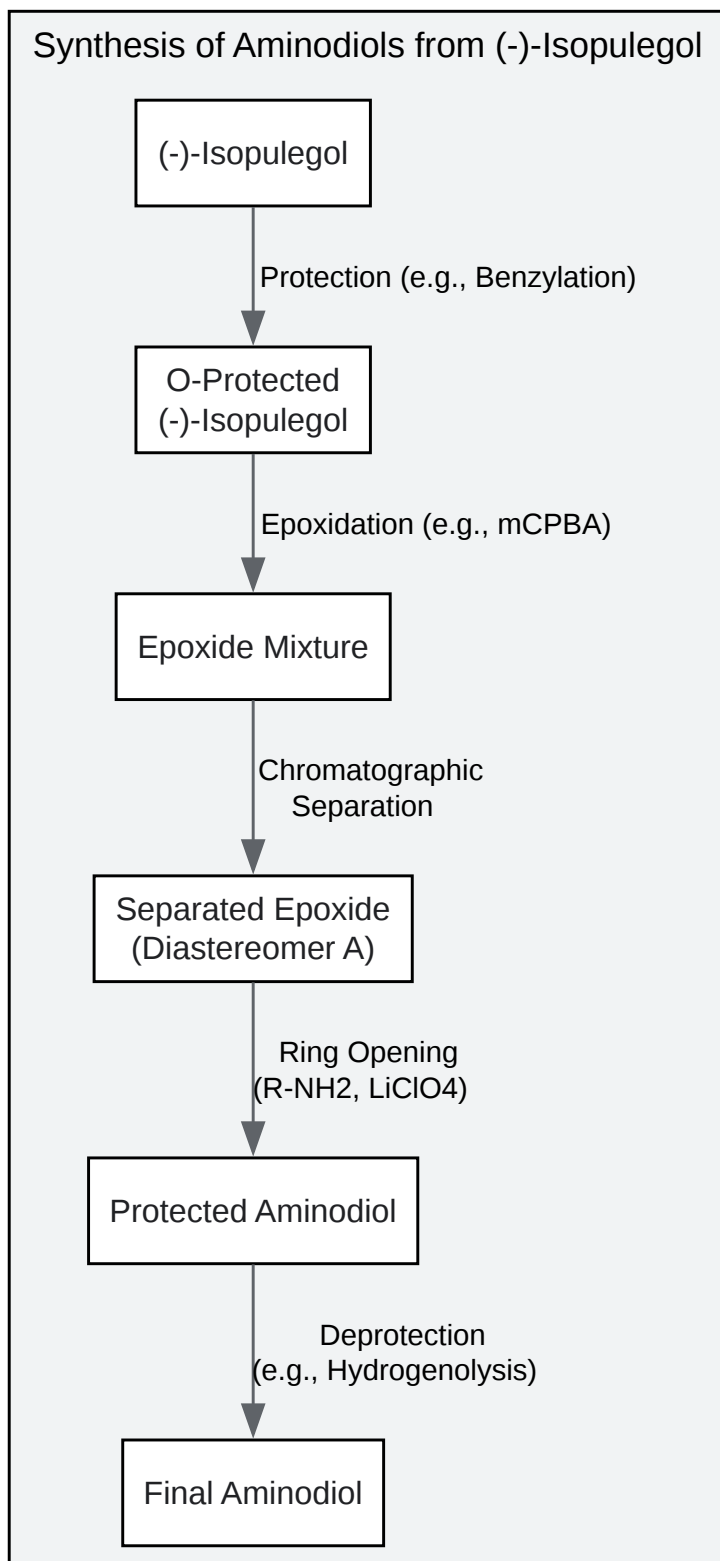 Synthesis of Aminodiols from (-)-Isopulegol
(-)-Isopulegol
Protection (e.g., Benzylation)
O-Protected
(-)-Isopulegol
Epoxidation (e.g., mCPBA)
Epoxide Mixture
Chromatographic
Separation
Separated Epoxide
(Diastereomer A)
Ring Opening
(R-NH2, LiClO4)
Protected Aminodiol
Deprotection
(e.g., Hydrogenolysis)
Final Aminodiol